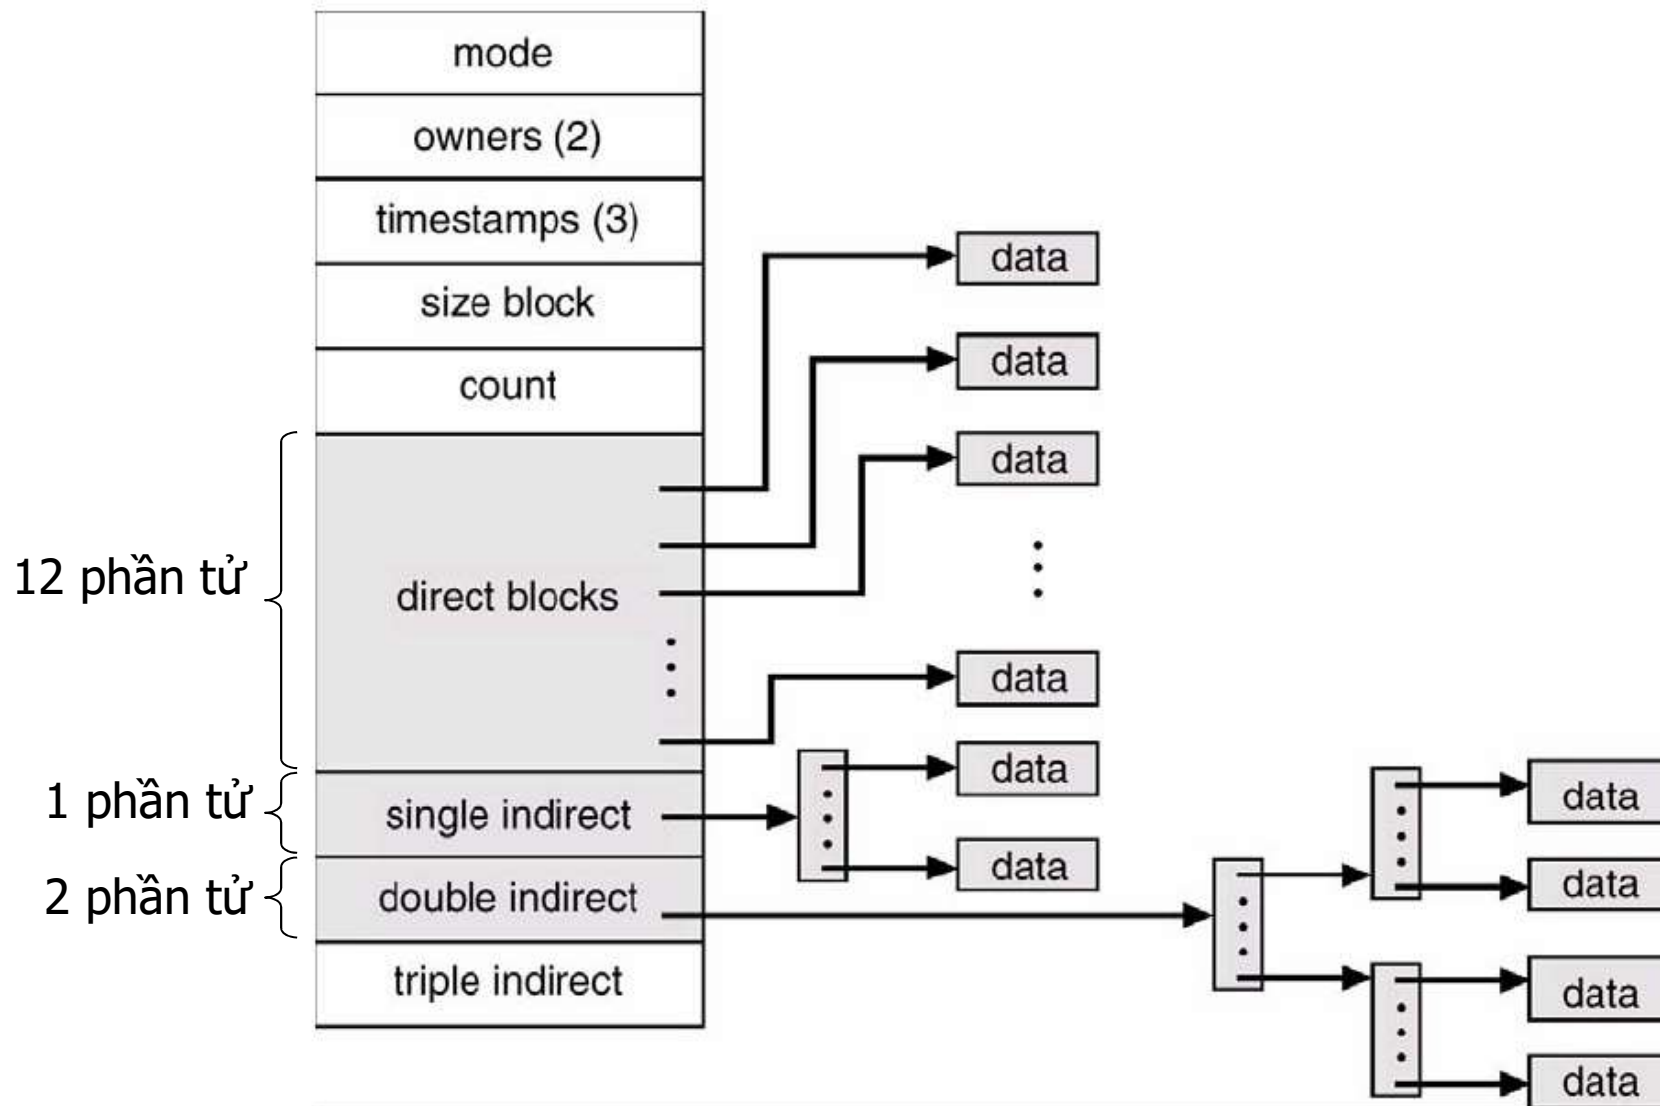 mode
owners (2)
timestamps (3)
size block
count
12 phần tử
direct blocks
1 phần tử
single indirect
2 phần tử
double indirect
triple indirect
data
data
data
data
data
data
data
data
data
data